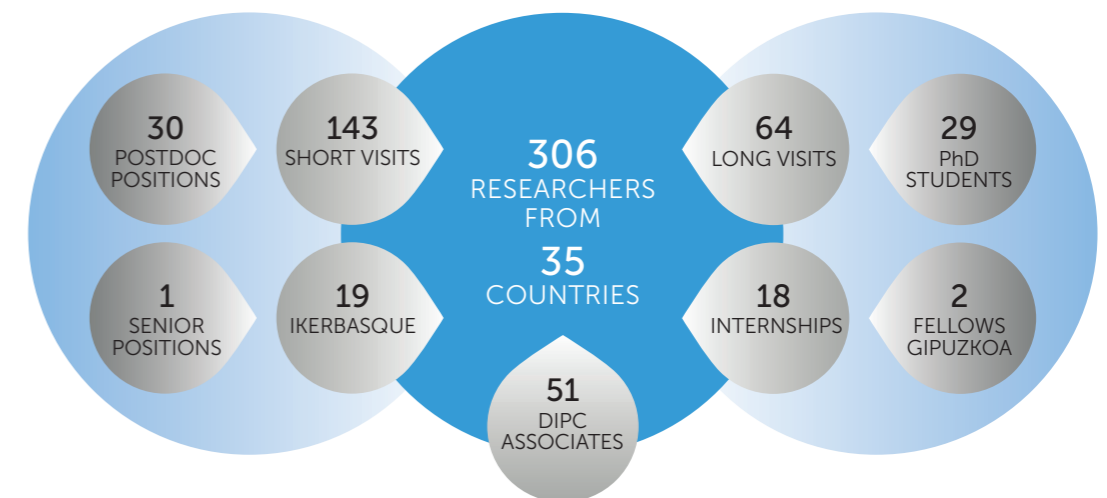 30
POSTDOC
POSITIONS
143
SHORT VISITS
306
RESEARCHERS
FROM
35
COUNTRIES
64
LONG VISITS
29
PhD
STUDENTS
1
SENIOR
POSITIONS
19
IKERBASQUE
18
INTERNSHIPS
2
FELLOWS
GIPUZKOA
51
DIPC
ASSOCIATES